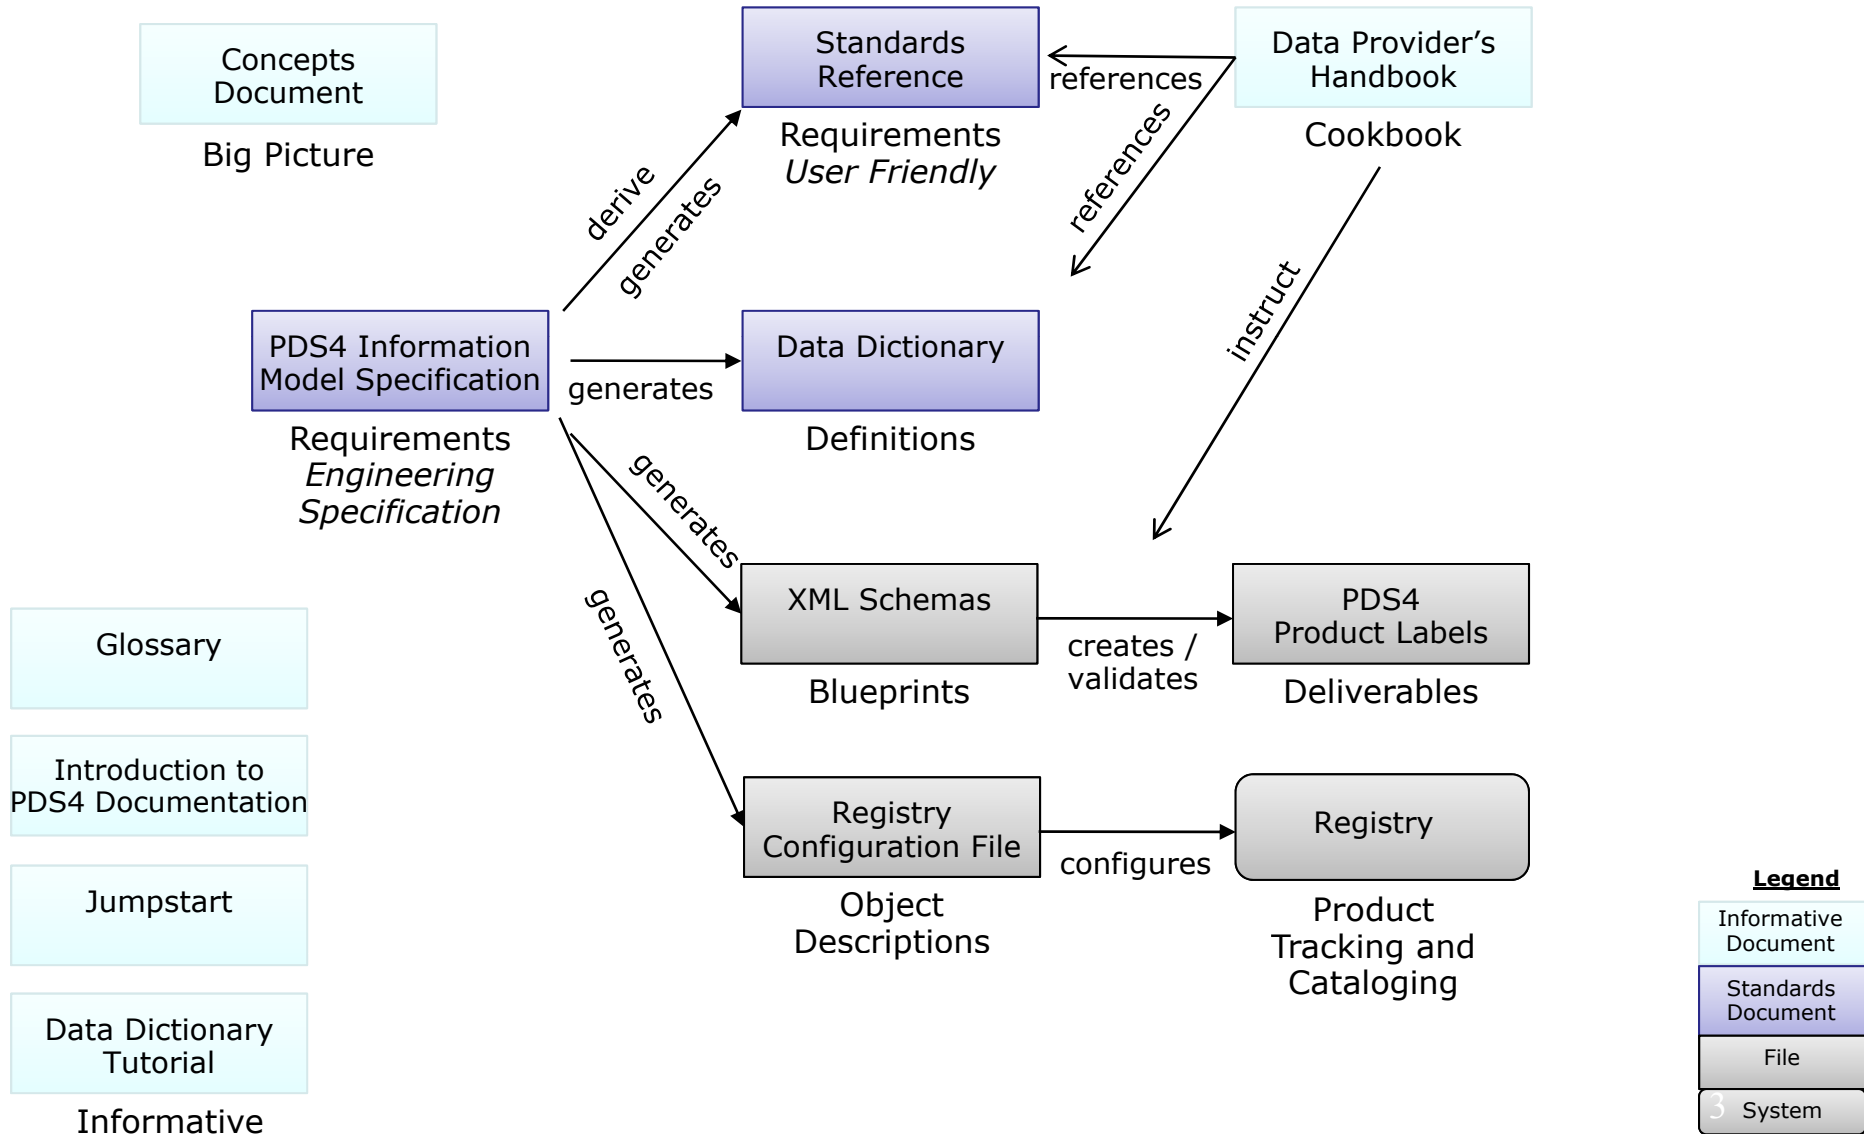 Concepts
Document
Big Picture
Standards
Reference
Requirements
User Friendly
references
Data Provider's
Handbook
Cookbook
references
derive
generates
instruct
PDS4 Information
Model Specification
Requirements
Engineering
Specification
generates
Data Dictionary
Definitions
generates
generates
XML Schemas
Blueprints
creates /
validates
PDS4
Product Labels
Deliverables
Registry
Configuration File
Object
Descriptions
configures
Registry
Product
Tracking and
Cataloging
Glossary
Introduction to
PDS4 Documentation
Jumpstart
Data Dictionary
Tutorial
Informative
Legend
Informative
Document
Standards
Document
File
3
System